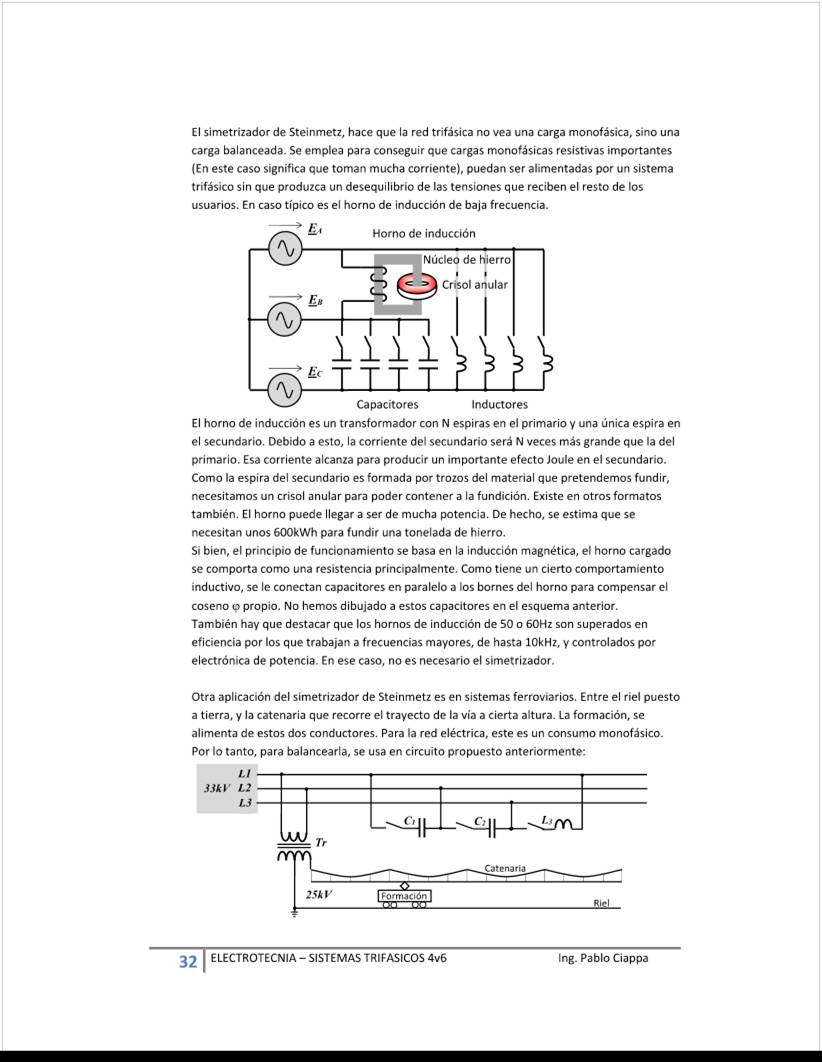 El simetrizador de Steinmetz, hace que la red trifásica no vea una carga monofásica, sino una
carga balanceada. Se emplea para conseguir que cargas monofásicas resistivas importantes
(En este caso significa que toman mucha corriente), puedan ser alimentadas por un sistema
trifásico sin que produzca un desequilibrio de las tensiones que reciben el resto de los
usuarios. En caso típico es el horno de inducción de baja frecuencia.
E_A
Horno de inducción
Núcleo de hierro
Crisol anular
E_B
E_C
Capacitores
Inductores
El horno de inducción es un transformador con N espiras en el primario y una única espira en
el secundario. Debido a esto, la corriente del secundario será N veces más grande que la del
primario. Esa corriente alcanza para producir un importante efecto Joule en el secundario.
Como la espira del secundario es formada por trozos del material que pretendemos fundir,
necesitamos un crisol anular para poder contener a la fundición. Existe en otros formatos
también. El horno puede llegar a ser de mucha potencia. De hecho, se estima que se
necesitan unos 600kWh para fundir una tonelada de hierro.
Si bien, el principio de funcionamiento se basa en la inducción magnética, el horno cargado
se comporta como una resistencia principalmente. Como tiene un cierto comportamiento
inductivo, se le conectan capacitores en paralelo a los bornes del horno para compensar el
coseno φ propio. No hemos dibujado a estos capacitores en el esquema anterior.
También hay que destacar que los hornos de inducción de 50 o 60Hz son superados en
eficiencia por los que trabajan a frecuencias mayores, de hasta 10kHz, y controlados por
electrónica de potencia. En ese caso, no es necesario el simetrizador.
Otra aplicación del simetrizador de Steinmetz es en sistemas ferroviarios. Entre el riel puesto
a tierra, y la catenaria que recorre el trayecto de la vía a cierta altura. La formación, se
alimenta de estos dos conductores. Para la red eléctrica, este es un consumo monofásico.
Por lo tanto, para balancearla, se usa en circuito propuesto anteriormente:
L1
33kV L2
L3
C₁
C₂
L₃
Tr
Catenaria
25kV
Formación
Riel
32 ELECTROTECNIA – SISTEMAS TRIFASICOS 4v6 Ing. Pablo Ciappa